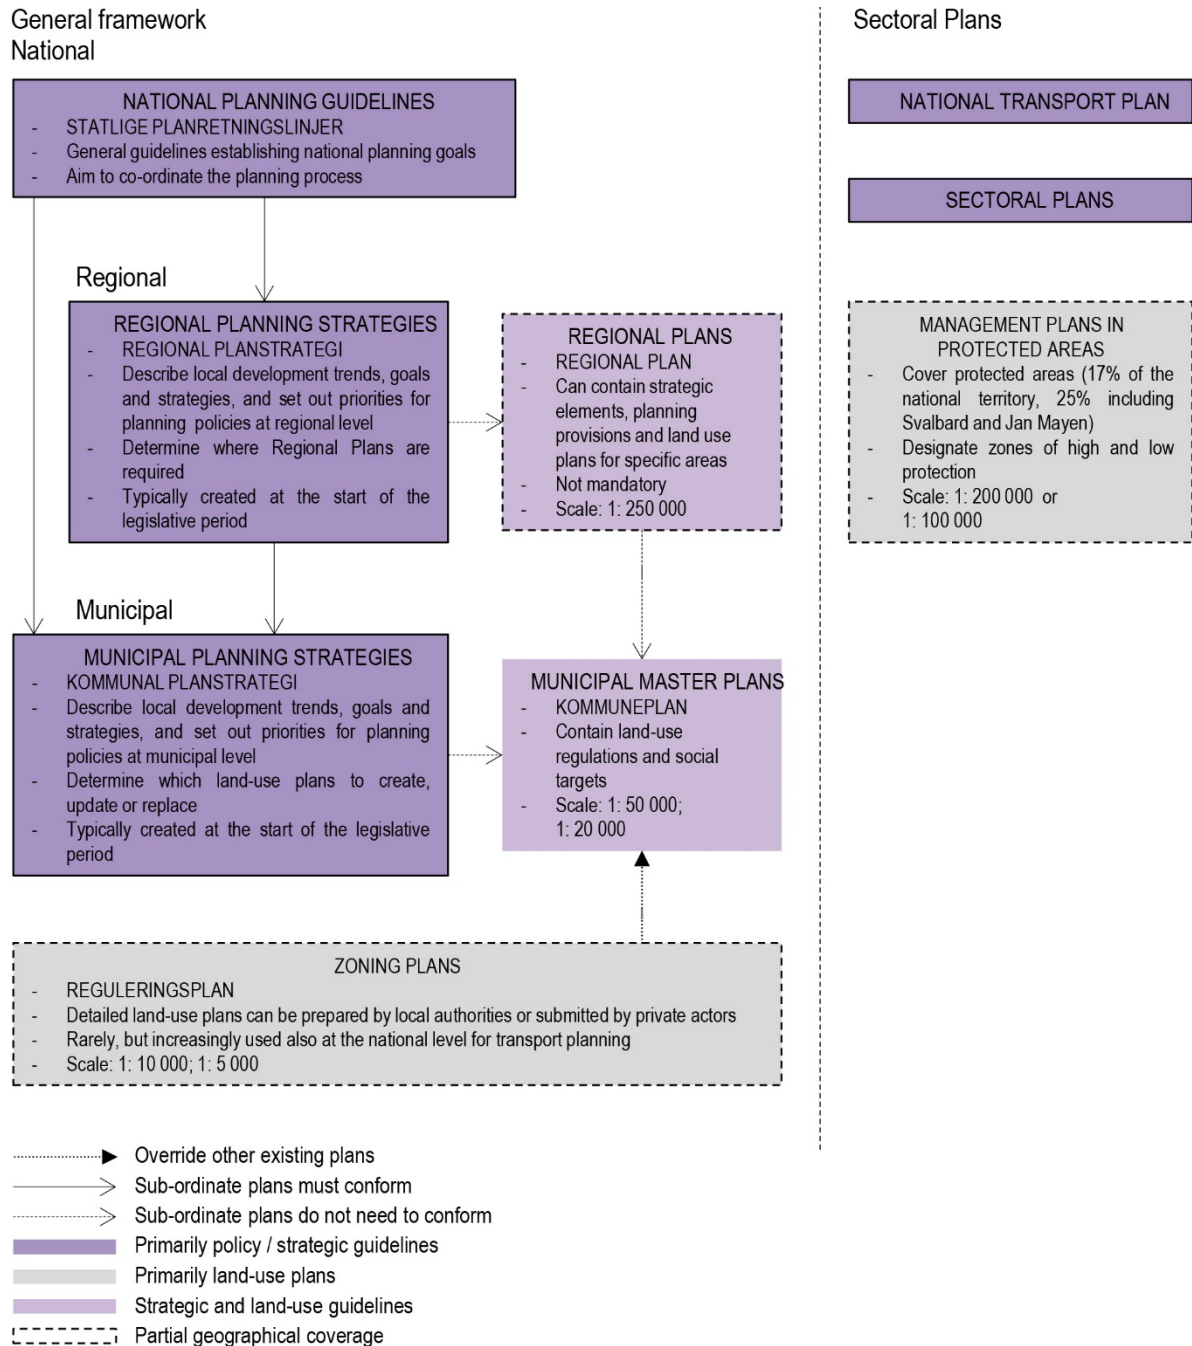 General framework
National
NATIONAL PLANNING GUIDELINES
- STATLIGE PLANRETNINGSLINJER
- General guidelines establishing national planning goals
- Aim to co-ordinate the planning process
Regional
REGIONAL PLANNING STRATEGIES
- REGIONAL PLANSTRATEGI
- Describe local development trends, goals
and strategies, and set out priorities for
planning policies at regional level
- Determine where Regional Plans are
required
- Typically created at the start of the
legislative period
REGIONAL PLANS
- REGIONAL PLAN
- Can contain strategic
elements, planning
provisions and land use
plans for specific areas
- Not mandatory
- Scale: 1: 250 000
Municipal
MUNICIPAL PLANNING STRATEGIES
- KOMMUNAL PLANSTRATEGI
- Describe local development trends, goals and
strategies, and set out priorities for planning
policies at municipal level
- Determine which land-use plans to create,
update or replace
- Typically created at the start of the legislative
period
MUNICIPAL MASTER PLANS
- KOMMUNEPLAN
- Contain land-use
regulations and social
targets
- Scale: 1: 50 000;
1: 20 000
ZONING PLANS
- REGULERINGSPLAN
- Detailed land-use plans can be prepared by local authorities or submitted by private actors
- Rarely, but increasingly used also at the national level for transport planning
- Scale: 1: 10 000; 1: 5 000
Sectoral Plans
NATIONAL TRANSPORT PLAN
SECTORAL PLANS
MANAGEMENT PLANS IN
PROTECTED AREAS
- Cover protected areas (17% of the
national territory, 25% including
Svalbard and Jan Mayen)
- Designate zones of high and low
protection
- Scale: 1: 200 000 or
1: 100 000
Override other existing plans
Sub-ordinate plans must conform
Sub-ordinate plans do not need to conform
Primarily policy / strategic guidelines
Primarily land-use plans
Strategic and land-use guidelines
Partial geographical coverage